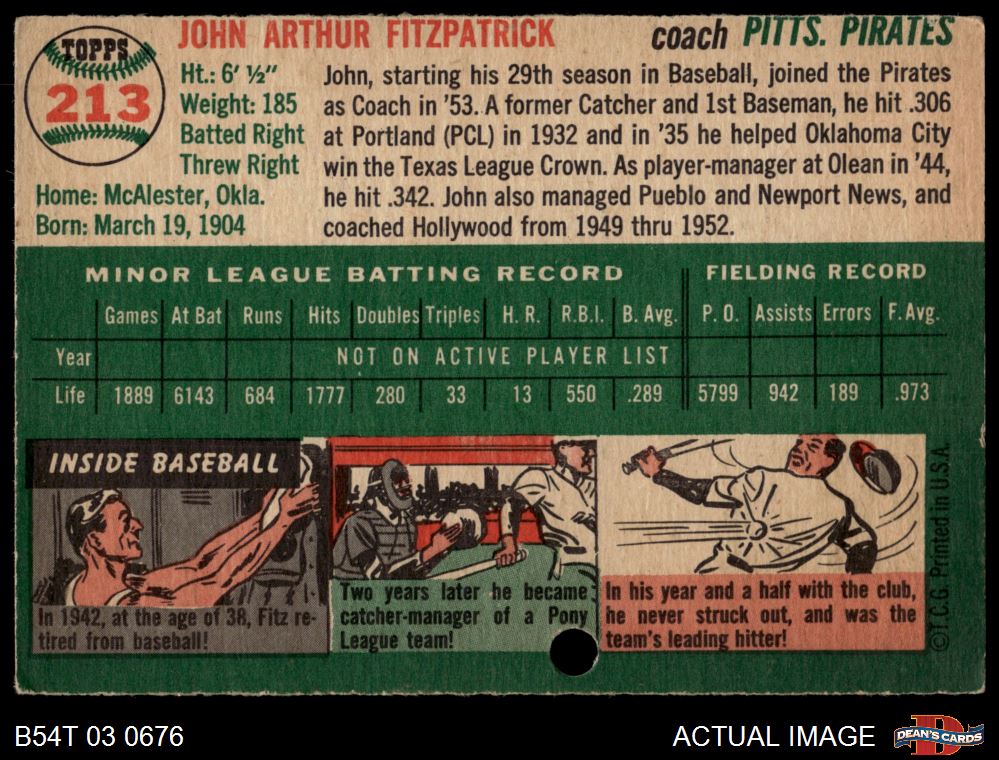 TOPPS
213
JOHN ARTHUR FITZPATRICK
coach PITTS. PIRATES
Ht.: 6' ½"
Weight: 185
Batted Right
Threw Right
Home: McAlester, Okla.
Born: March 19, 1904
John, starting his 29th season in Baseball, joined the Pirates
as Coach in '53. A former Catcher and 1st Baseman, he hit .306
at Portland (PCL) in 1932 and in '35 he helped Oklahoma City
win the Texas League Crown. As player-manager at Olean in '44,
he hit .342. John also managed Pueblo and Newport News, and
coached Hollywood from 1949 thru 1952.
MINOR LEAGUE BATTING RECORD FIELDING RECORD
Games At Bat Runs Hits Doubles Triples H. R. R.B.I. B. Avg. P. O. Assists Errors F. Avg.
Year NOT ON ACTIVE PLAYER LIST
Life 1889 6143 684 1777 280 33 13 550 .289 5799 942 189 .973
INSIDE BASEBALL
In 1942, at the age of 38, Fitz re-
tired from baseball!
Two years later he became
catcher-manager of a Pony
League team!
In his year and a half with the club,
he never struck out, and was the
team's leading hitter!
©T.C.G. Printed in U.S.A.
B54T 03 0676
ACTUAL IMAGE
D
DEAN'S CARDS